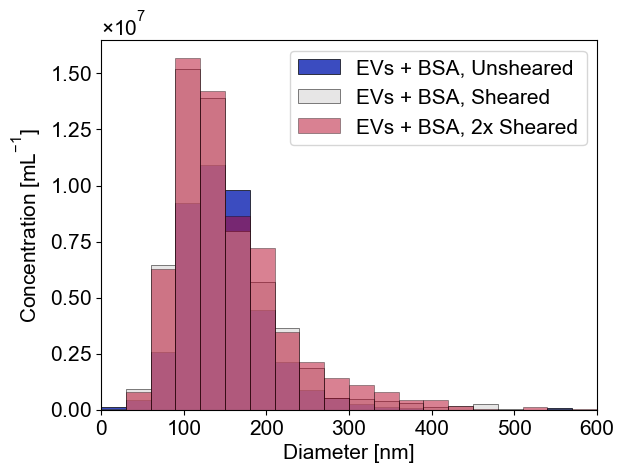 ×10⁷
1.50
1.25
1.00
0.75
0.50
0.25
0.00
Concentration [mL⁻¹]
EVs + BSA, Unsheared
EVs + BSA, Sheared
EVs + BSA, 2x Sheared
0 100 200 300 400 500 600
Diameter [nm]